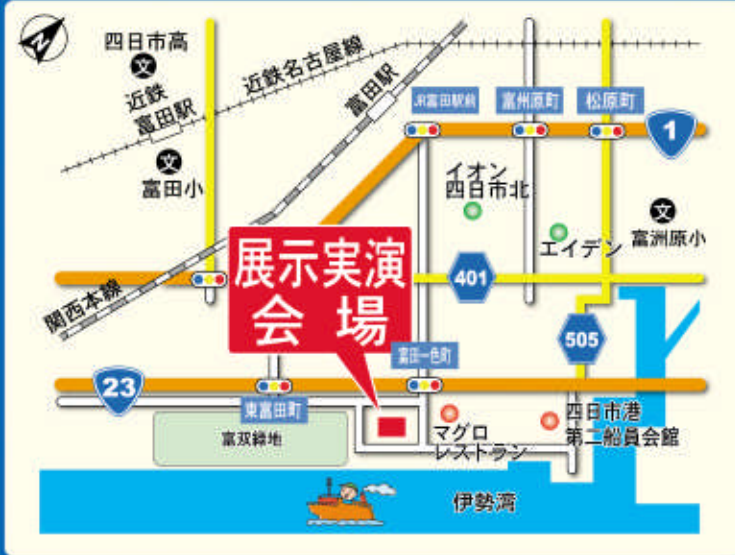 N
四日市高
文
近鉄
富田駅
近鉄名古屋線
富田駅
文
富田小
JR富田駅前
富州原町
松原町
1
イオン
四日市北
エイデン
文
富洲原小
関西本線
展示実演
会場
401
505
富田一色町
23
東富田町
富双緑地
マグロ
レストラン
四日市港
第二船員会館
伊勢湾